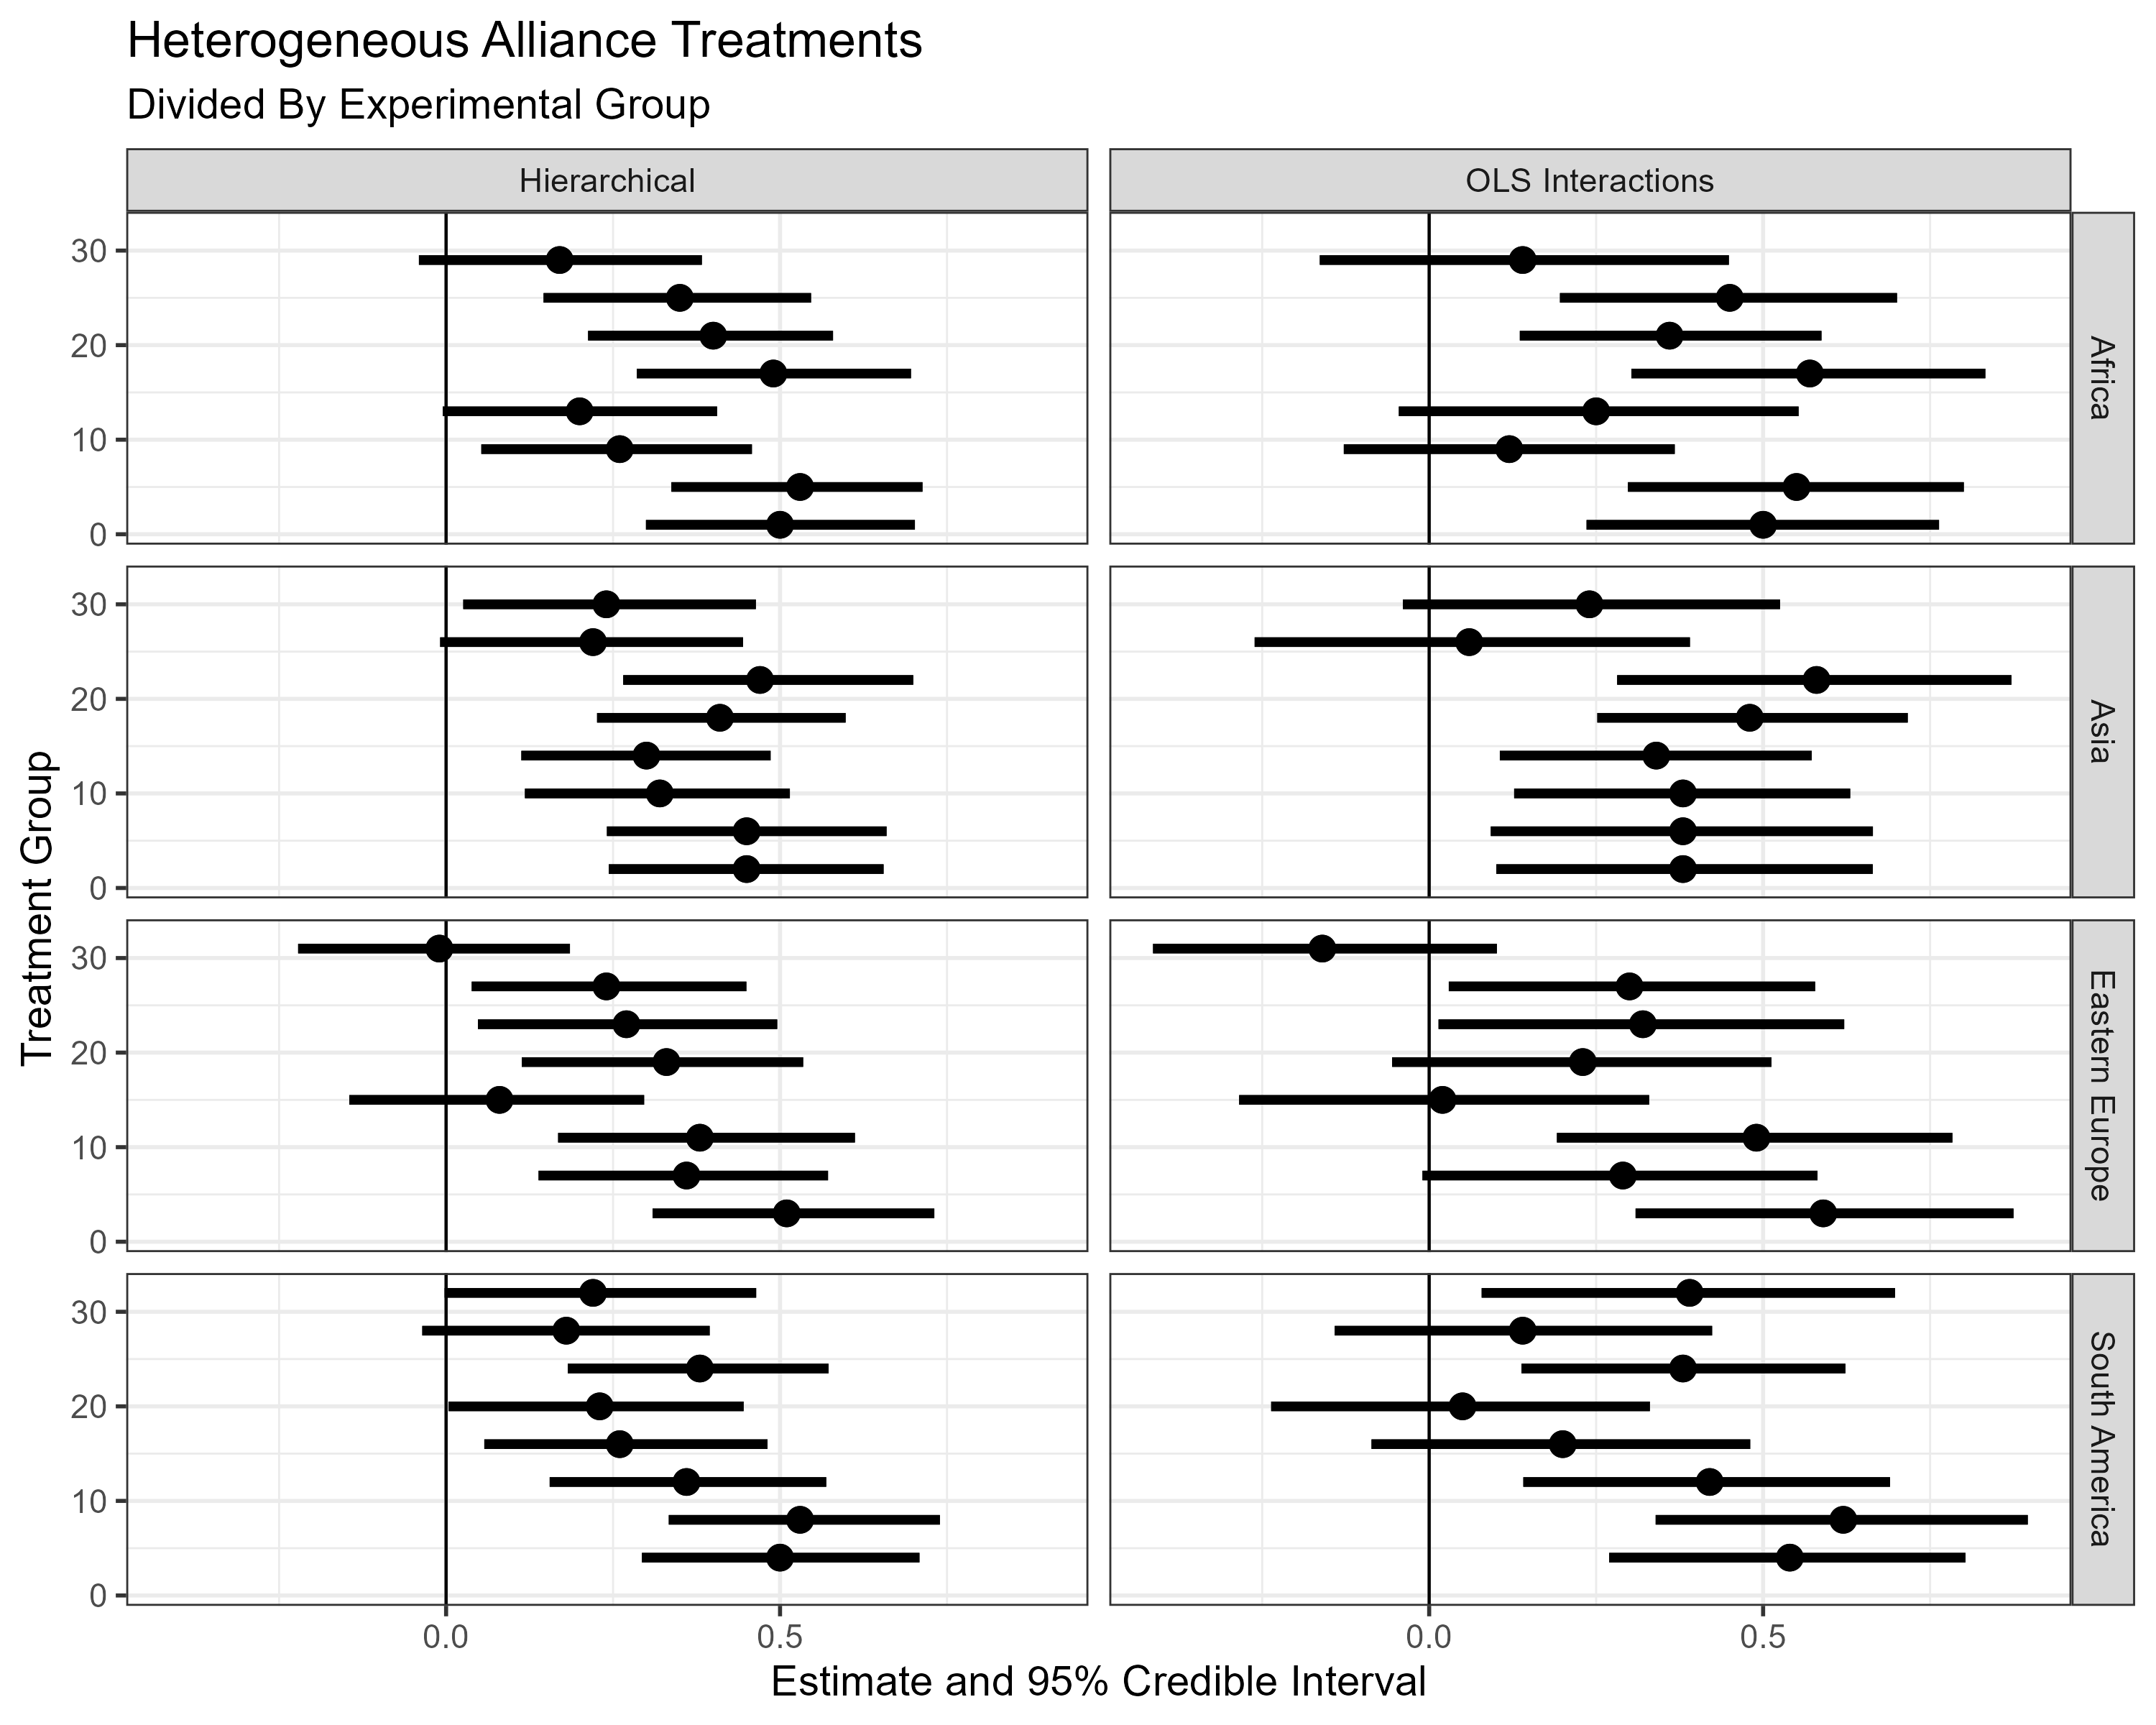 Heterogeneous Alliance Treatments
Divided By Experimental Group
Hierarchical
OLS Interactions
Treatment Group
30
20
10
0
Africa
30
20
10
0
Asia
30
20
10
0
Eastern Europe
30
20
10
0
South America
0.0
0.5
0.0
0.5
Estimate and 95% Credible Interval